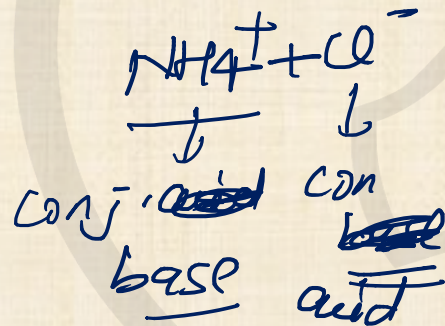 NH4⁺ + Cl⁻
↓ ↓
conj. con
base acid